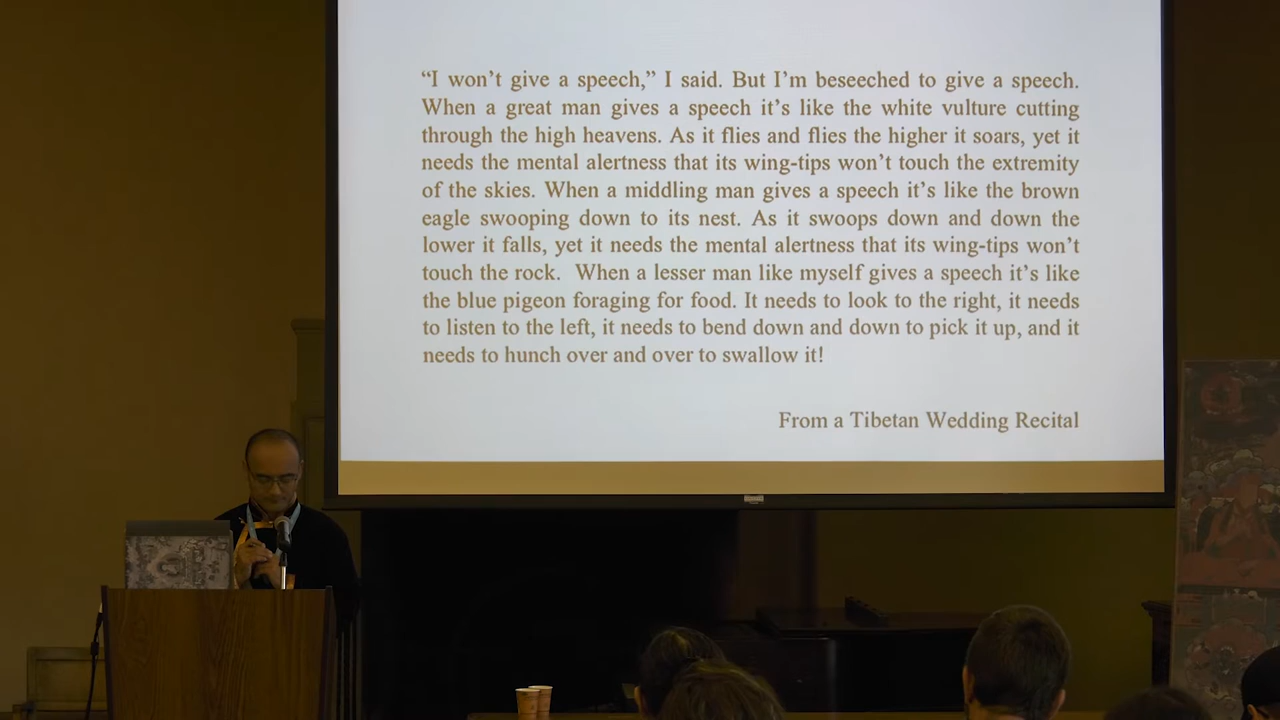 “I won’t give a speech,” I said. But I’m beseeched to give a speech.
When a great man gives a speech it’s like the white vulture cutting
through the high heavens. As it flies and flies the higher it soars, yet it
needs the mental alertness that its wing-tips won’t touch the extremity
of the skies. When a middling man gives a speech it’s like the brown
eagle swooping down to its nest. As it swoops down and down the
lower it falls, yet it needs the mental alertness that its wing-tips won’t
touch the rock.  When a lesser man like myself gives a speech it’s like
the blue pigeon foraging for food. It needs to look to the right, it needs
to listen to the left, it needs to bend down and down to pick it up, and it
needs to hunch over and over to swallow it!
From a Tibetan Wedding Recital